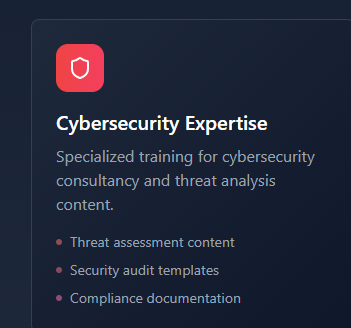 Cybersecurity Expertise
Specialized training for cybersecurity
consultancy and threat analysis
content.
Threat assessment content
Security audit templates
Compliance documentation